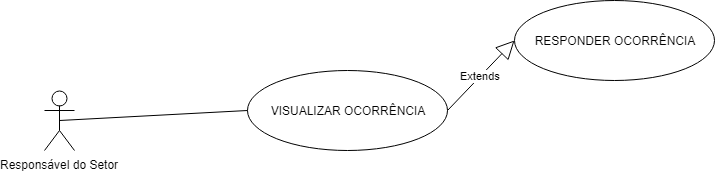 RESPONDER OCORRÊNCIA
Extends
VISUALIZAR OCORRÊNCIA
Responsável do Setor